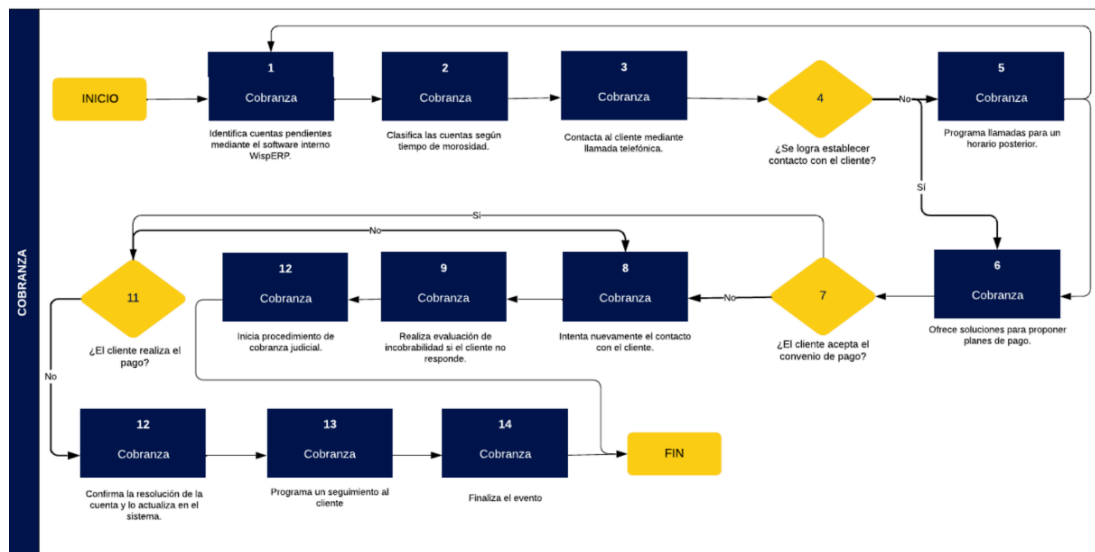 COBRANZA
INICIO
1
Cobranza
Identifica cuentas pendientes
mediante el software interno
WispERP.
2
Cobranza
Clasifica las cuentas según
tiempo de morosidad.
3
Cobranza
Contacta al cliente mediante
llamada telefónica.
4
¿Se logra establecer
contacto con el cliente?
No
Sí
5
Cobranza
Programa llamadas para un
horario posterior.
6
Cobranza
Ofrece soluciones para proponer
planes de pago.
7
¿El cliente acepta el
convenio de pago?
Si
No
8
Cobranza
Intenta nuevamente el contacto
con el cliente.
9
Cobranza
Realiza evaluación de
incobrabilidad si el cliente no
responde.
12
Cobranza
Inicia procedimiento de
cobranza judicial.
No
11
¿El cliente realiza el
pago?
No
12
Cobranza
Confirma la resolución de la
cuenta y lo actualiza en el
sistema.
13
Cobranza
Programa un seguimiento al
cliente
14
Cobranza
Finaliza el evento
FIN